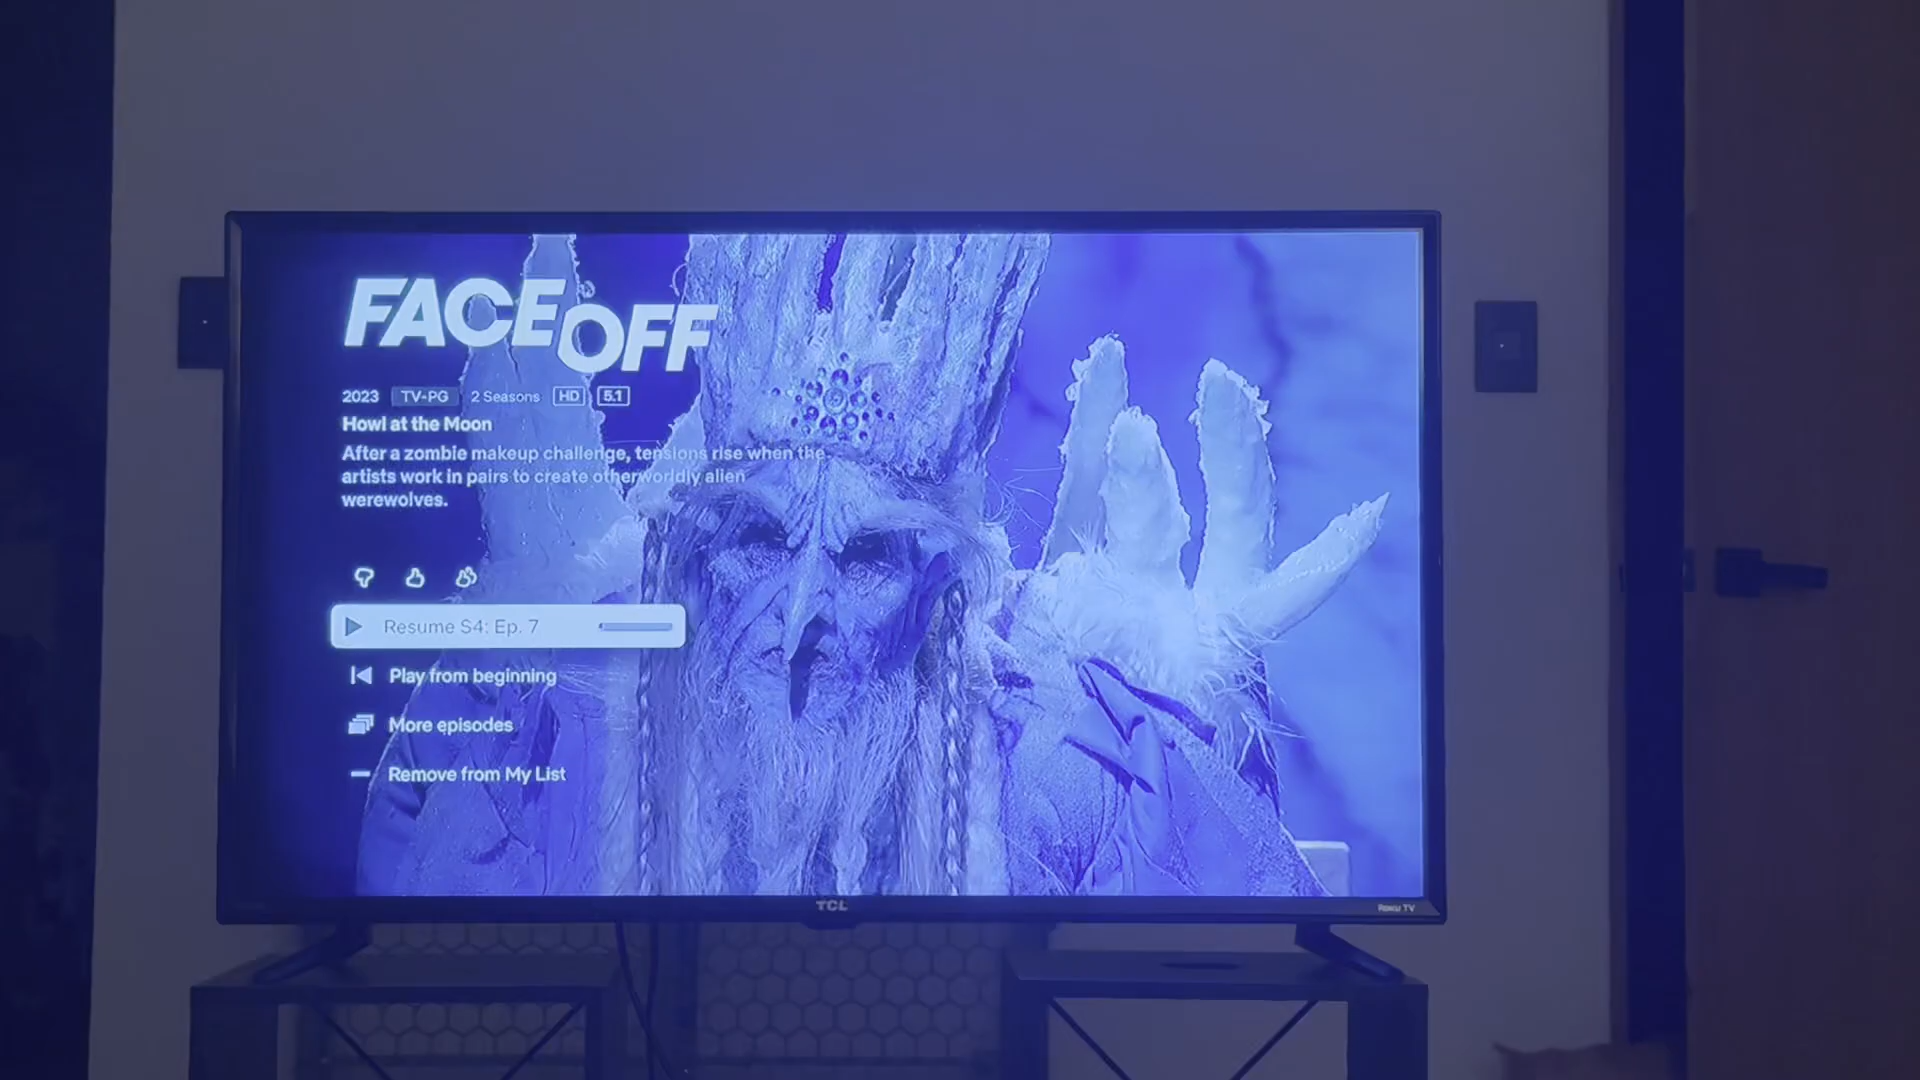 FACE OFF
2023 TV-PG 2 Seasons HD 5.1
Howl at the Moon
After a zombie makeup challenge, tensions rise when the
artists work in pairs to create otherworldly alien
werewolves.
Resume S4: Ep. 7
Play from beginning
More episodes
Remove from My List
TCL
Roku TV